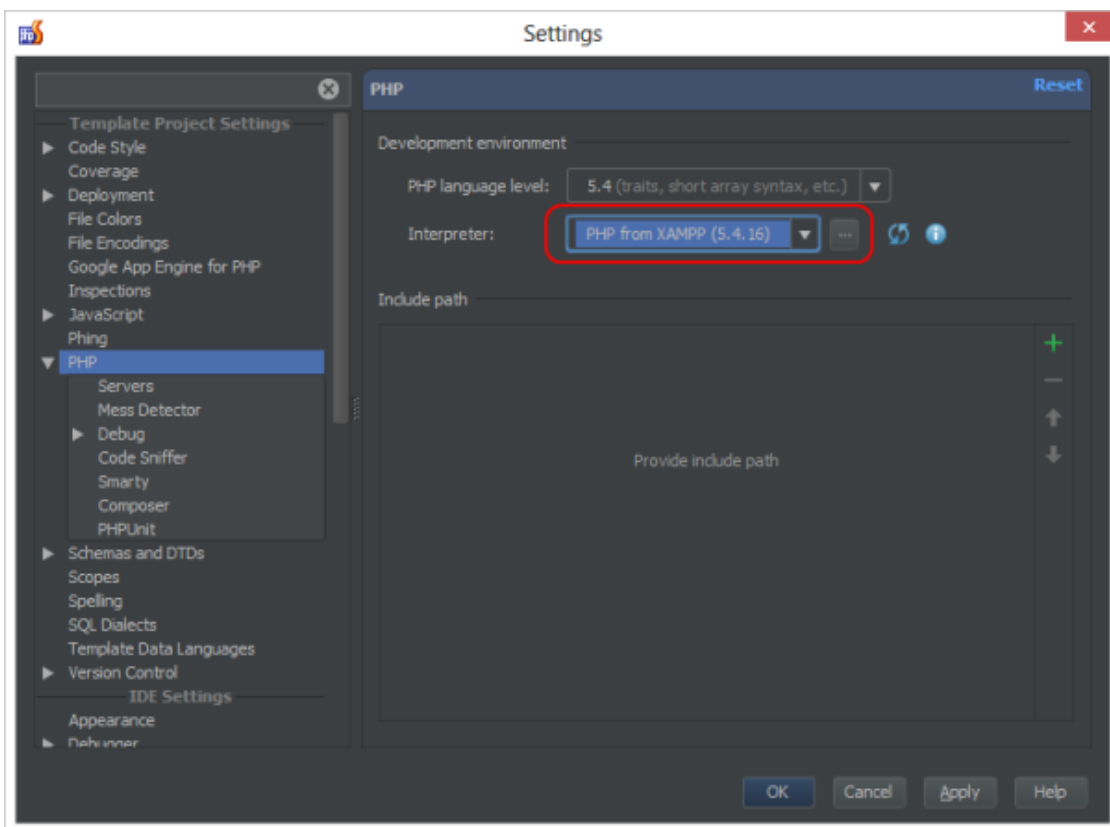 Settings
PHP
Reset
Template Project Settings
Code Style
Coverage
Deployment
File Colors
File Encodings
Google App Engine for PHP
Inspections
JavaScript
Phing
PHP
Servers
Mess Detector
Debug
Code Sniffer
Smarty
Composer
PHPUnit
Schemas and DTDs
Scopes
Spelling
SQL Dialects
Template Data Languages
Version Control
IDE Settings
Appearance
Debugger
Development environment
PHP language level: 5.4 (traits, short array syntax, etc.)
Interpreter: PHP from XAMPP (5.4.16) ...
Include path
Provide include path
OK Cancel Apply Help